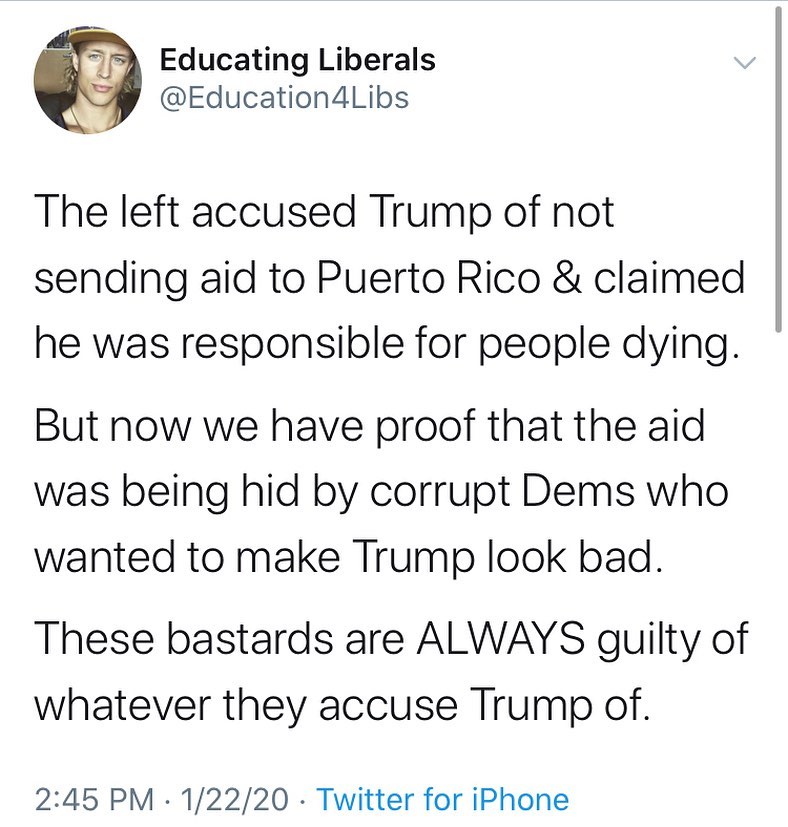 Educating Liberals
@Education4Libs
The left accused Trump of not
sending aid to Puerto Rico & claimed
he was responsible for people dying.
But now we have proof that the aid
was being hid by corrupt Dems who
wanted to make Trump look bad.
These bastards are ALWAYS guilty of
whatever they accuse Trump of.
2:45 PM · 1/22/20 · Twitter for iPhone